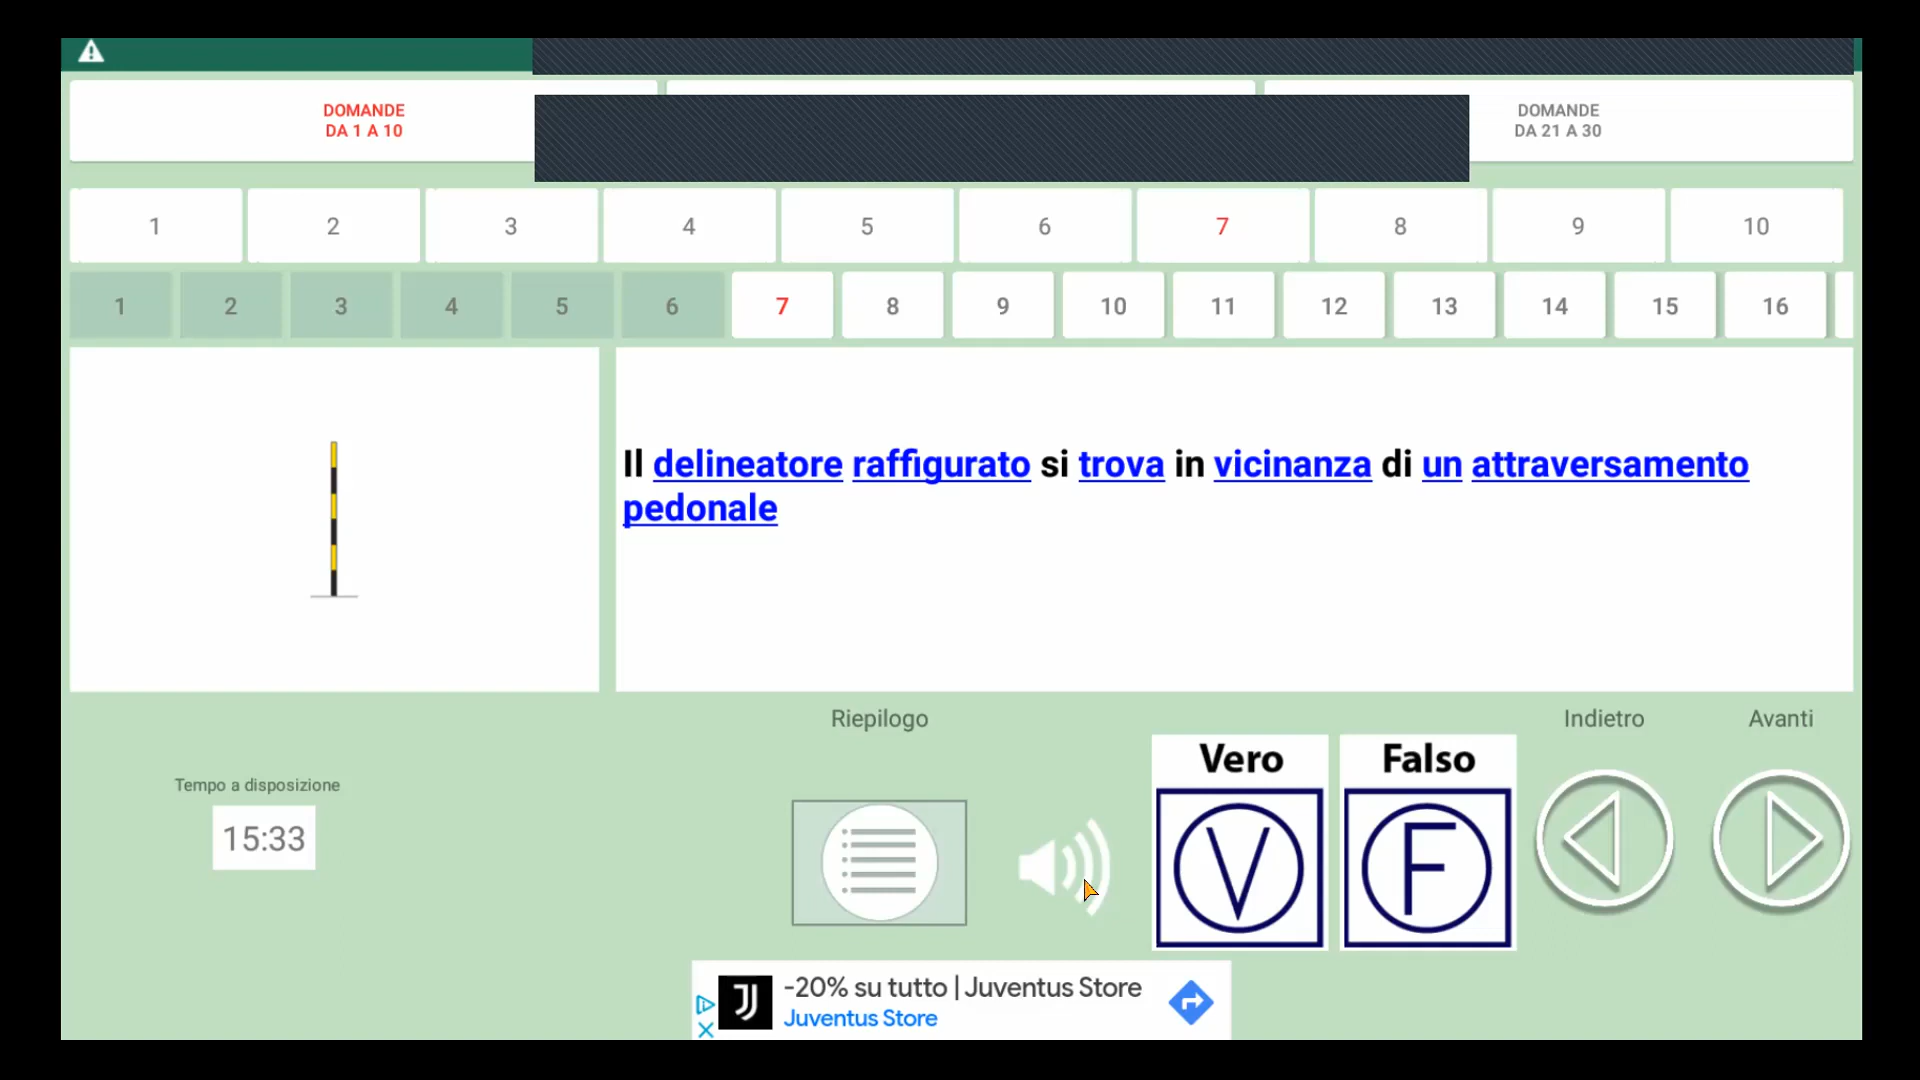 DOMANDE
DA 1 A 10
DOMANDE
DA 21 A 30
1 2 3 4 5 6 7 8 9 10
1 2 3 4 5 6 7 8 9 10 11 12 13 14 15 16
Il delineatore raffigurato si trova in vicinanza di un attraversamento
pedonale
Riepilogo
Indietro
Avanti
Vero
Falso
V
F
Tempo a disposizione
15:33
-20% su tutto | Juventus Store
Juventus Store